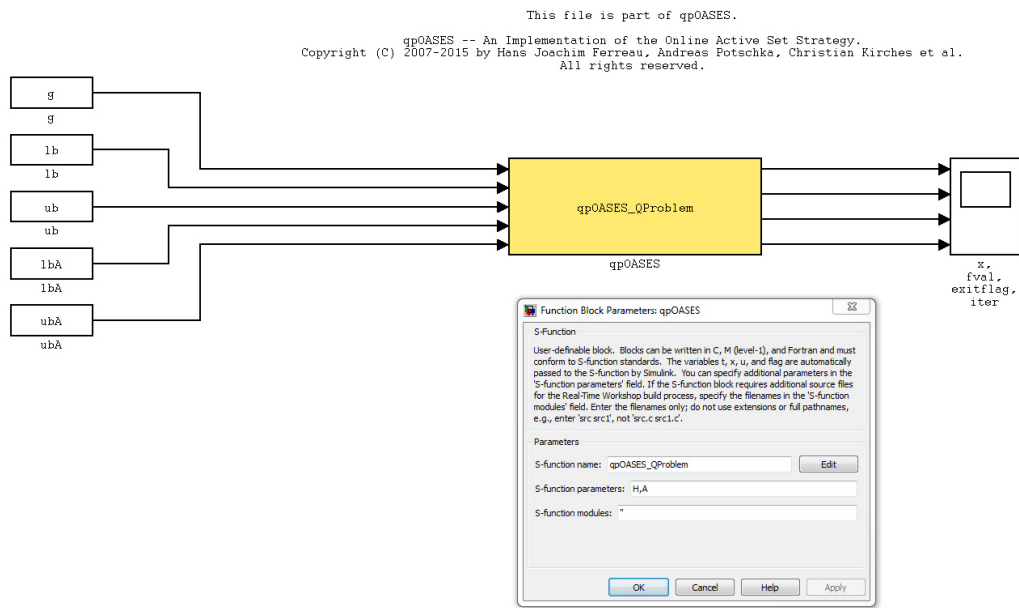 This file is part of qpOASES.
qpOASES -- An Implementation of the Online Active Set Strategy.
Copyright (C) 2007-2015 by Hans Joachim Ferreau, Andreas Potschka, Christian Kirches et al.
All rights reserved.
g
g
lb
lb
ub
ub
lbA
lbA
ubA
ubA
qpOASES_QProblem
qpOASES
x,
fval,
exitflag,
iter
Function Block Parameters: qpOASES
S-Function
User-definable block. Blocks can be written in C, M (level-1), and Fortran and must
conform to S-function standards. The variables t, x, u, and flag are automatically
passed to the S-function by Simulink. You can specify additional parameters in the
'S-function parameters' field. If the S-function block requires additional source files
for the Real-Time Workshop build process, specify the filenames in the 'S-function
modules' field. Enter the filenames only; do not use extensions or full pathnames,
e.g., enter 'src src1', not 'src.c src1.c'.
Parameters
S-function name: qpOASES_QProblem Edit
S-function parameters: H,A
S-function modules: ''
OK Cancel Help Apply